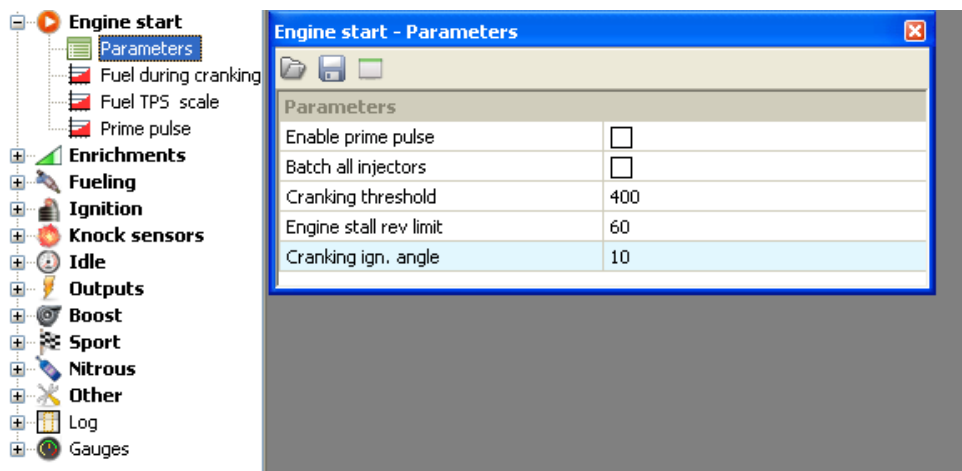 Engine start
Parameters
Fuel during cranking
Fuel TPS scale
Prime pulse
Enrichments
Fueling
Ignition
Knock sensors
Idle
Outputs
Boost
Sport
Nitrous
Other
Log
Gauges
Engine start - Parameters
Parameters
Enable prime pulse
Batch all injectors
Cranking threshold 400
Engine stall rev limit 60
Cranking ign. angle 10